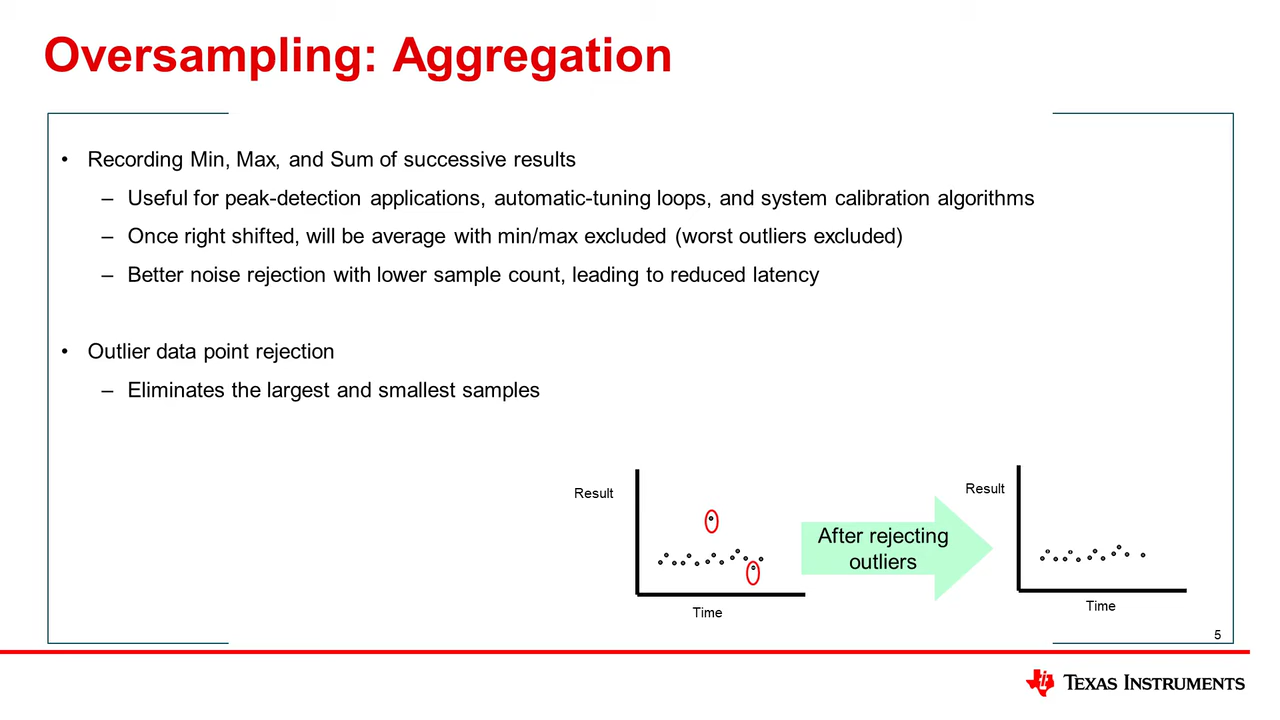 Oversampling: Aggregation
• Recording Min, Max, and Sum of successive results
– Useful for peak-detection applications, automatic-tuning loops, and system calibration algorithms
– Once right shifted, will be average with min/max excluded (worst outliers excluded)
– Better noise rejection with lower sample count, leading to reduced latency
• Outlier data point rejection
– Eliminates the largest and smallest samples
Result
Time
After rejecting
outliers
Result
Time
5
Texas Instruments